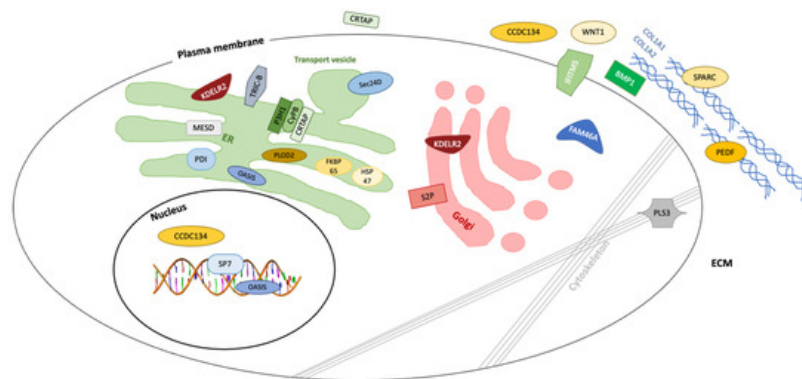 CRTAP
CCDC134
WNT1
COL1A1
COL1A2
Plasma membrane
Transport vesicle
IFITM5
BMP1
SPARC
KDELR2
TRIC-B
Sec24D
P3H1
CyPB
CRTAP
MESD
ER
FAM46A
KDELR2
PEDF
PDI
PLOD2
FKBP
65
HSP
47
OASIS
S2P
Golgi
Nucleus
CCDC134
PLS3
SP7
Cytoskeleton
ECM
OASIS